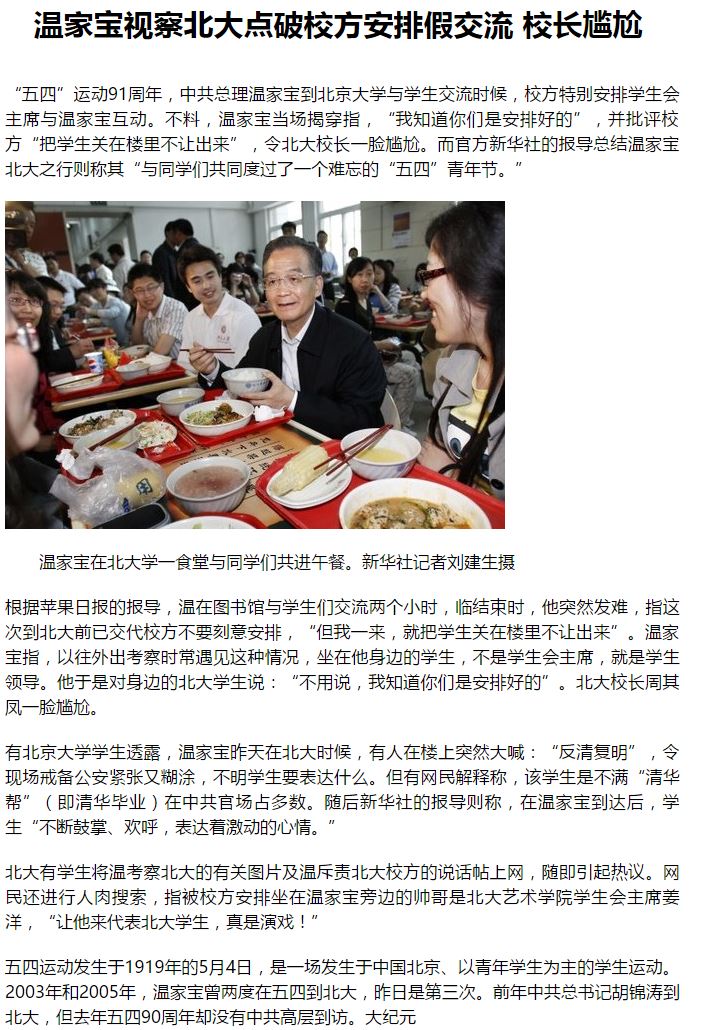 温家宝视察北大点破校方安排假交流 校长尴尬
“五四”运动91周年，中共总理温家宝到北京大学与学生交流时候，校方特别安排学生会
主席与温家宝互动。不料，温家宝当场揭穿指，“我知道你们是安排好的”，并批评校
方“把学生关在楼里不让出来”，令北大校长一脸尴尬。而官方新华社的报导总结温家宝
北大之行则称其“与同学们共同度过了一个难忘的“五四”青年节。”
温家宝在北大学一食堂与同学们共进午餐。新华社记者刘建生摄
根据苹果日报的报导，温在图书馆与学生们交流两个小时，临结束时，他突然发难，指这
次到北大前已交代校方不要刻意安排，“但我一来，就把学生关在楼里不让出来”。温家
宝指，以往外出考察时常遇见这种情况，坐在他身边的学生，不是学生会主席，就是学生
领导。他于是对身边的北大学生说：“不用说，我知道你们是安排好的”。北大校长周其
凤一脸尴尬。
有北京大学学生透露，温家宝昨天在北大时候，有人在楼上突然大喊：“反清复明”，令
现场戒备公安紧张又糊涂，不明学生要表达什么。但有网民解释称，该学生是不满“清华
帮”（即清华毕业）在中共官场占多数。随后新华社的报导则称，在温家宝到达后，学
生“不断鼓掌、欢呼，表达着激动的心情。”
北大有学生将温考察北大的有关图片及温斥责北大校方的说话帖上网，随即引起热议。网
民还进行人肉搜索，指被校方安排坐在温家宝旁边的帅哥是北大艺术学院学生会主席姜
洋，“让他来代表北大学生，真是演戏！”
五四运动发生于1919年的5月4日，是一场发生于中国北京、以青年学生为主的学生运动。
2003年和2005年，温家宝曾两度在五四到北大，昨日是第三次。前年中共总书记胡锦涛到
北大，但去年五四90周年却没有中共高层到访。大纪元